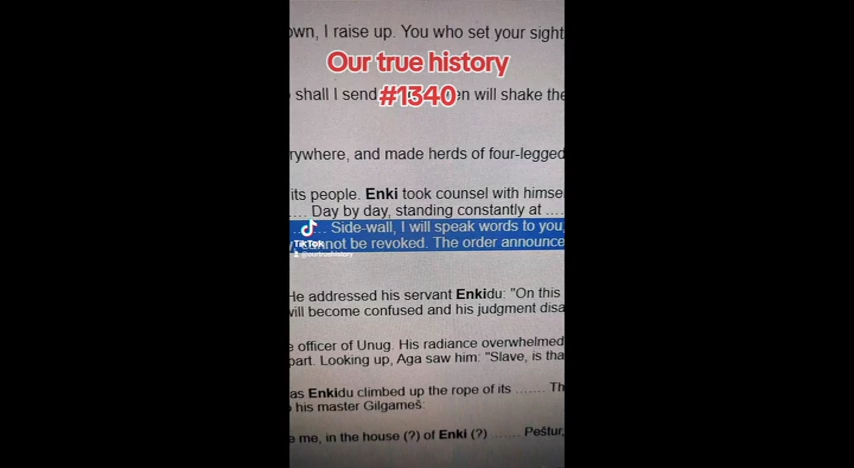 own, I raise up. You who set your sight
Our true history
shall I send #1340 en will shake the
rywhere, and made herds of four-legged
its people. Enki took counsel with himse
.... Day by day, standing constantly at ....
Side-wall, I will speak words to you,
TikTok
cannot be revoked. The order announce
@ourtruehistory
He addressed his servant Enkidu: "On this
will become confused and his judgment disa
e officer of Unug. His radiance overwhelmed
part. Looking up, Aga saw him: "Slave, is tha
as Enkidu climbed up the rope of its ....... Th
o his master Gilgameš:
e me, in the house (?) of Enki (?) ....... Peštur,